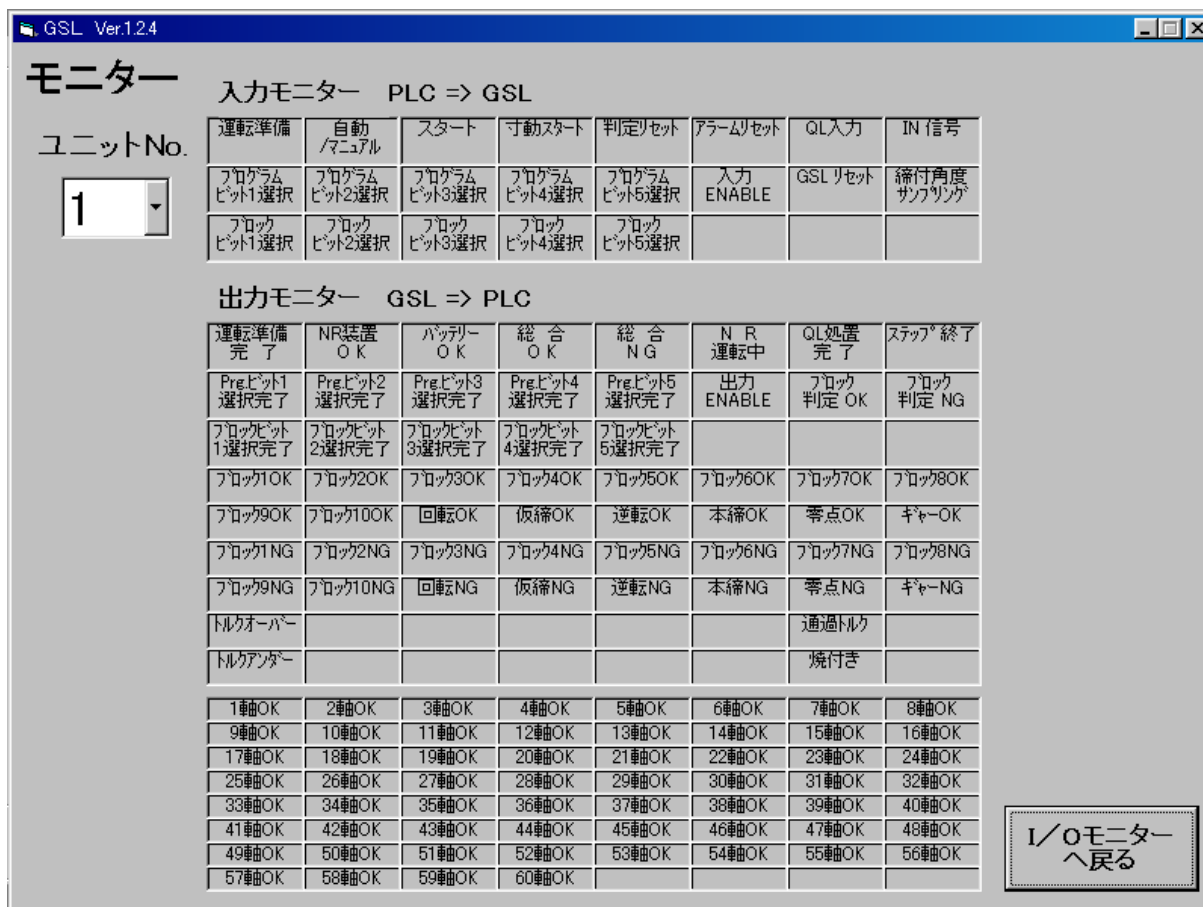 GSL Ver.1.2.4
モニター
ユニットNo.
1
入力モニター PLC => GSL
運転準備 自動/マニュアル スタート 寸動スタート 判定リセット アラームリセット QL入力 IN 信号
プログラムビット1選択 プログラムビット2選択 プログラムビット3選択 プログラムビット4選択 プログラムビット5選択 入力ENABLE GSLリセット 締付角度サンプリング
ブロックビット1選択 ブロックビット2選択 ブロックビット3選択 ブロックビット4選択 ブロックビット5選択
出力モニター GSL => PLC
運転準備完了 NR装置OK バッテリーOK 総合OK 総合NG NR運転中 QL処置完了 ステップ終了
Prg.ビット1選択完了 Prg.ビット2選択完了 Prg.ビット3選択完了 Prg.ビット4選択完了 Prg.ビット5選択完了 出力ENABLE ブロック判定 OK ブロック判定 NG
ブロックビット1選択完了 ブロックビット2選択完了 ブロックビット3選択完了 ブロックビット4選択完了 ブロックビット5選択完了
ブロック1OK ブロック2OK ブロック3OK ブロック4OK ブロック5OK ブロック6OK ブロック7OK ブロック8OK
ブロック9OK ブロック10OK 回転OK 仮締OK 逆転OK 本締OK 零点OK ギャーOK
ブロック1NG ブロック2NG ブロック3NG ブロック4NG ブロック5NG ブロック6NG ブロック7NG ブロック8NG
ブロック9NG ブロック10NG 回転NG 仮締NG 逆転NG 本締NG 零点NG ギャーNG
トルクオーバー 通過トルク
トルクアンダー 焼付き
1軸OK 2軸OK 3軸OK 4軸OK 5軸OK 6軸OK 7軸OK 8軸OK
9軸OK 10軸OK 11軸OK 12軸OK 13軸OK 14軸OK 15軸OK 16軸OK
17軸OK 18軸OK 19軸OK 20軸OK 21軸OK 22軸OK 23軸OK 24軸OK
25軸OK 26軸OK 27軸OK 28軸OK 29軸OK 30軸OK 31軸OK 32軸OK
33軸OK 34軸OK 35軸OK 36軸OK 37軸OK 38軸OK 39軸OK 40軸OK
41軸OK 42軸OK 43軸OK 44軸OK 45軸OK 46軸OK 47軸OK 48軸OK
49軸OK 50軸OK 51軸OK 52軸OK 53軸OK 54軸OK 55軸OK 56軸OK
57軸OK 58軸OK 59軸OK 60軸OK
I/Oモニター
へ戻る